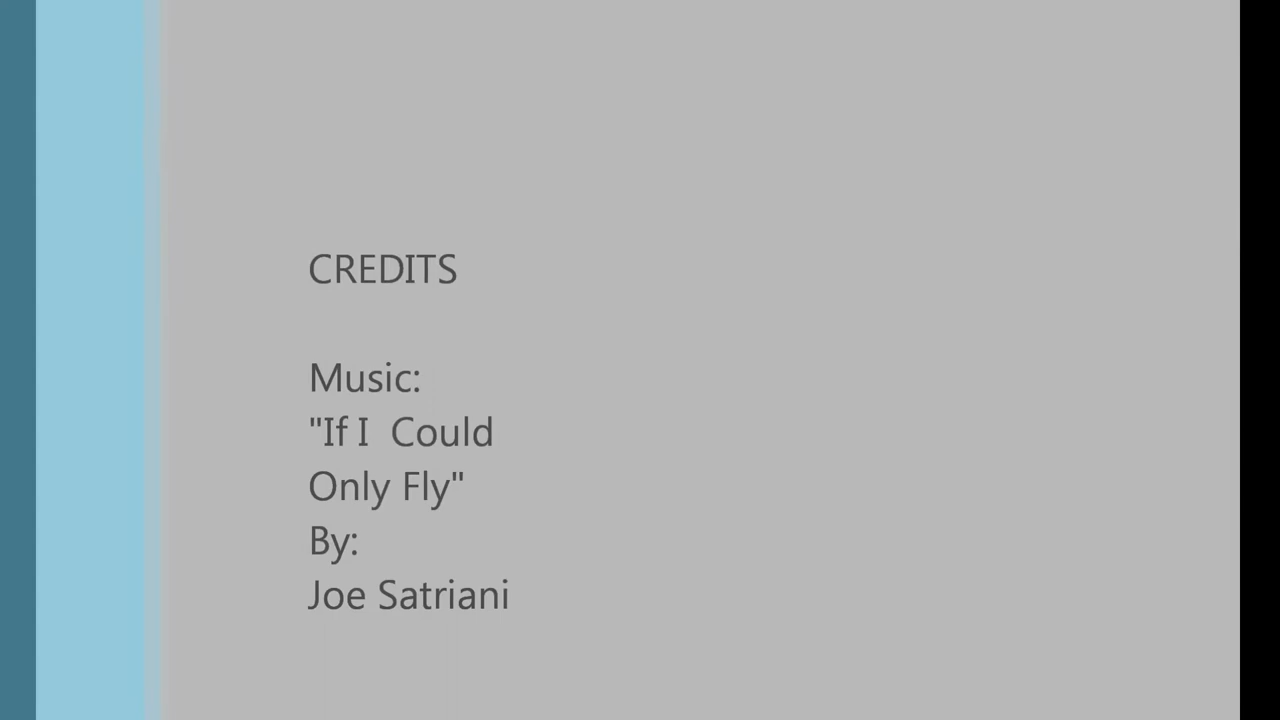 CREDITS
Music:
"If I  Could
Only Fly"
By:
Joe Satriani